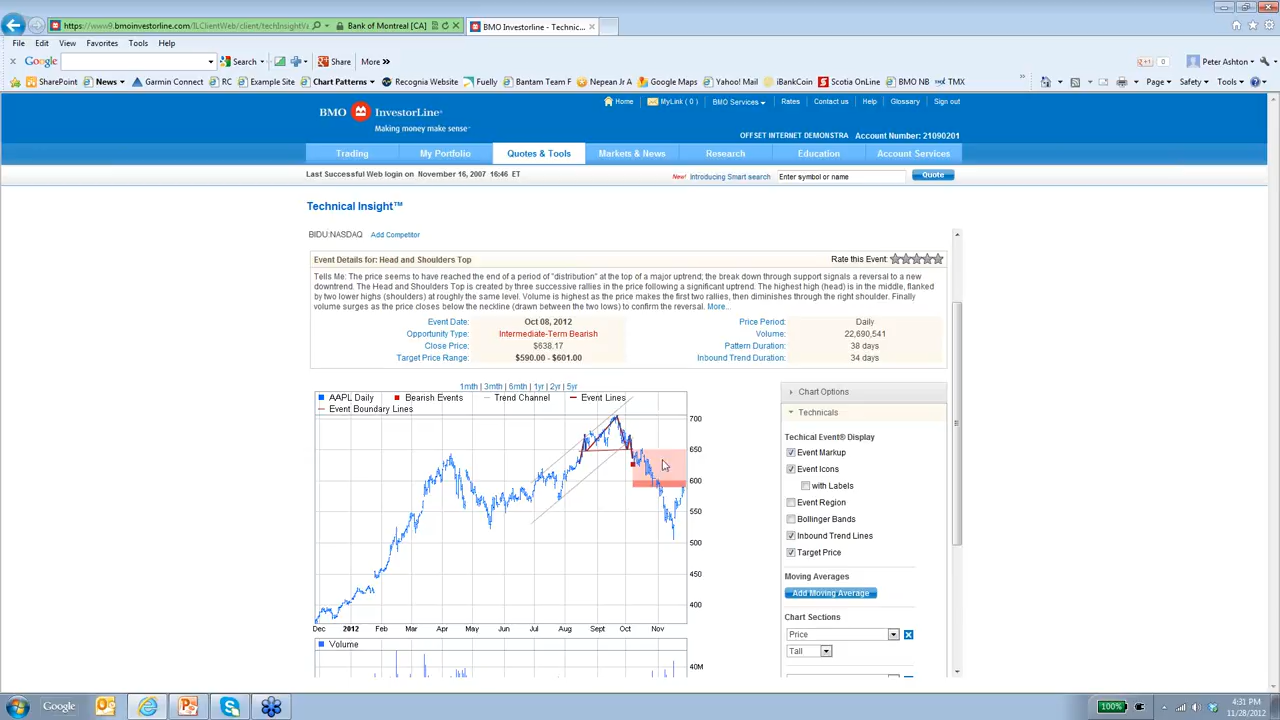 https://www9.bmoinvestorline.com/ILClientWeb/client/techInsightVa
Bank of Montreal [CA]
BMO Investorline - Technic...
File Edit View Favorites Tools Help
Google Search Share More »
+1 0 Peter Ashton
SharePoint News Garmin Connect RC Example Site Chart Patterns Recognia Website Fuelly Bantam Team F Nepean Jr A Google Maps Yahoo! Mail iBankCoin Scotia OnLine BMO NB TMX
Page Safety Tools
Home MyLink ( 0 ) BMO Services Rates Contact us Help Glossary Sign out
BMO InvestorLine
Making money make sense
OFFSET INTERNET DEMONSTRA Account Number: 21090201
Trading My Portfolio Quotes & Tools Markets & News Research Education Account Services
Last Successful Web login on November 16, 2007 16:46 ET
New! Introducing Smart search Enter symbol or name Quote
Technical Insight™
BIDU:NASDAQ Add Competitor
Event Details for: Head and Shoulders Top Rate this Event:
Tells Me: The price seems to have reached the end of a period of "distribution" at the top of a major uptrend; the break down through support signals a reversal to a new
downtrend. The Head and Shoulders Top is created by three successive rallies in the price following a significant uptrend. The highest high (head) is in the middle, flanked
by two lower highs (shoulders) at roughly the same level. Volume is highest as the price makes the first two rallies, then diminishes through the right shoulder. Finally
volume surges as the price closes below the neckline (drawn between the two lows) to confirm the reversal. More...
Event Date: Oct 08, 2012 Price Period: Daily
Opportunity Type: Intermediate-Term Bearish Volume: 22,690,541
Close Price: $638.17 Pattern Duration: 38 days
Target Price Range: $590.00 - $601.00 Inbound Trend Duration: 34 days
1mth | 3mth | 6mth | 1yr | 2yr | 5yr
AAPL Daily Bearish Events Trend Channel Event Lines
Event Boundary Lines
700
650
600
550
500
450
400
Dec 2012 Feb Mar Apr May Jun Jul Aug Sept Oct Nov
Volume
40M
Chart Options
Technicals
Techical Event® Display
Event Markup
Event Icons
with Labels
Event Region
Bollinger Bands
Inbound Trend Lines
Target Price
Moving Averages
Add Moving Average
Chart Sections
Price
Tall
Google
100%
4:31 PM
11/28/2012